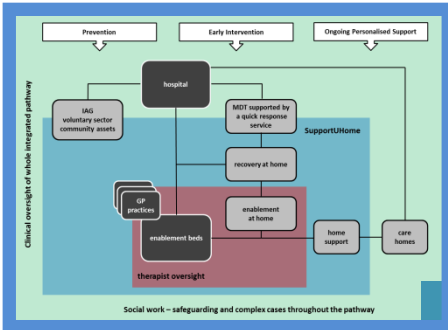 Prevention
Early Intervention
Ongoing Personalised Support
Clinical oversight of whole integrated pathway
hospital
IAG
voluntary sector
community assets
MDT supported by
a quick response
service
SupportUHome
recovery at home
GP
practices
enablement
at home
enablement beds
home
support
care
homes
therapist oversight
Social work – safeguarding and complex cases throughout the pathway